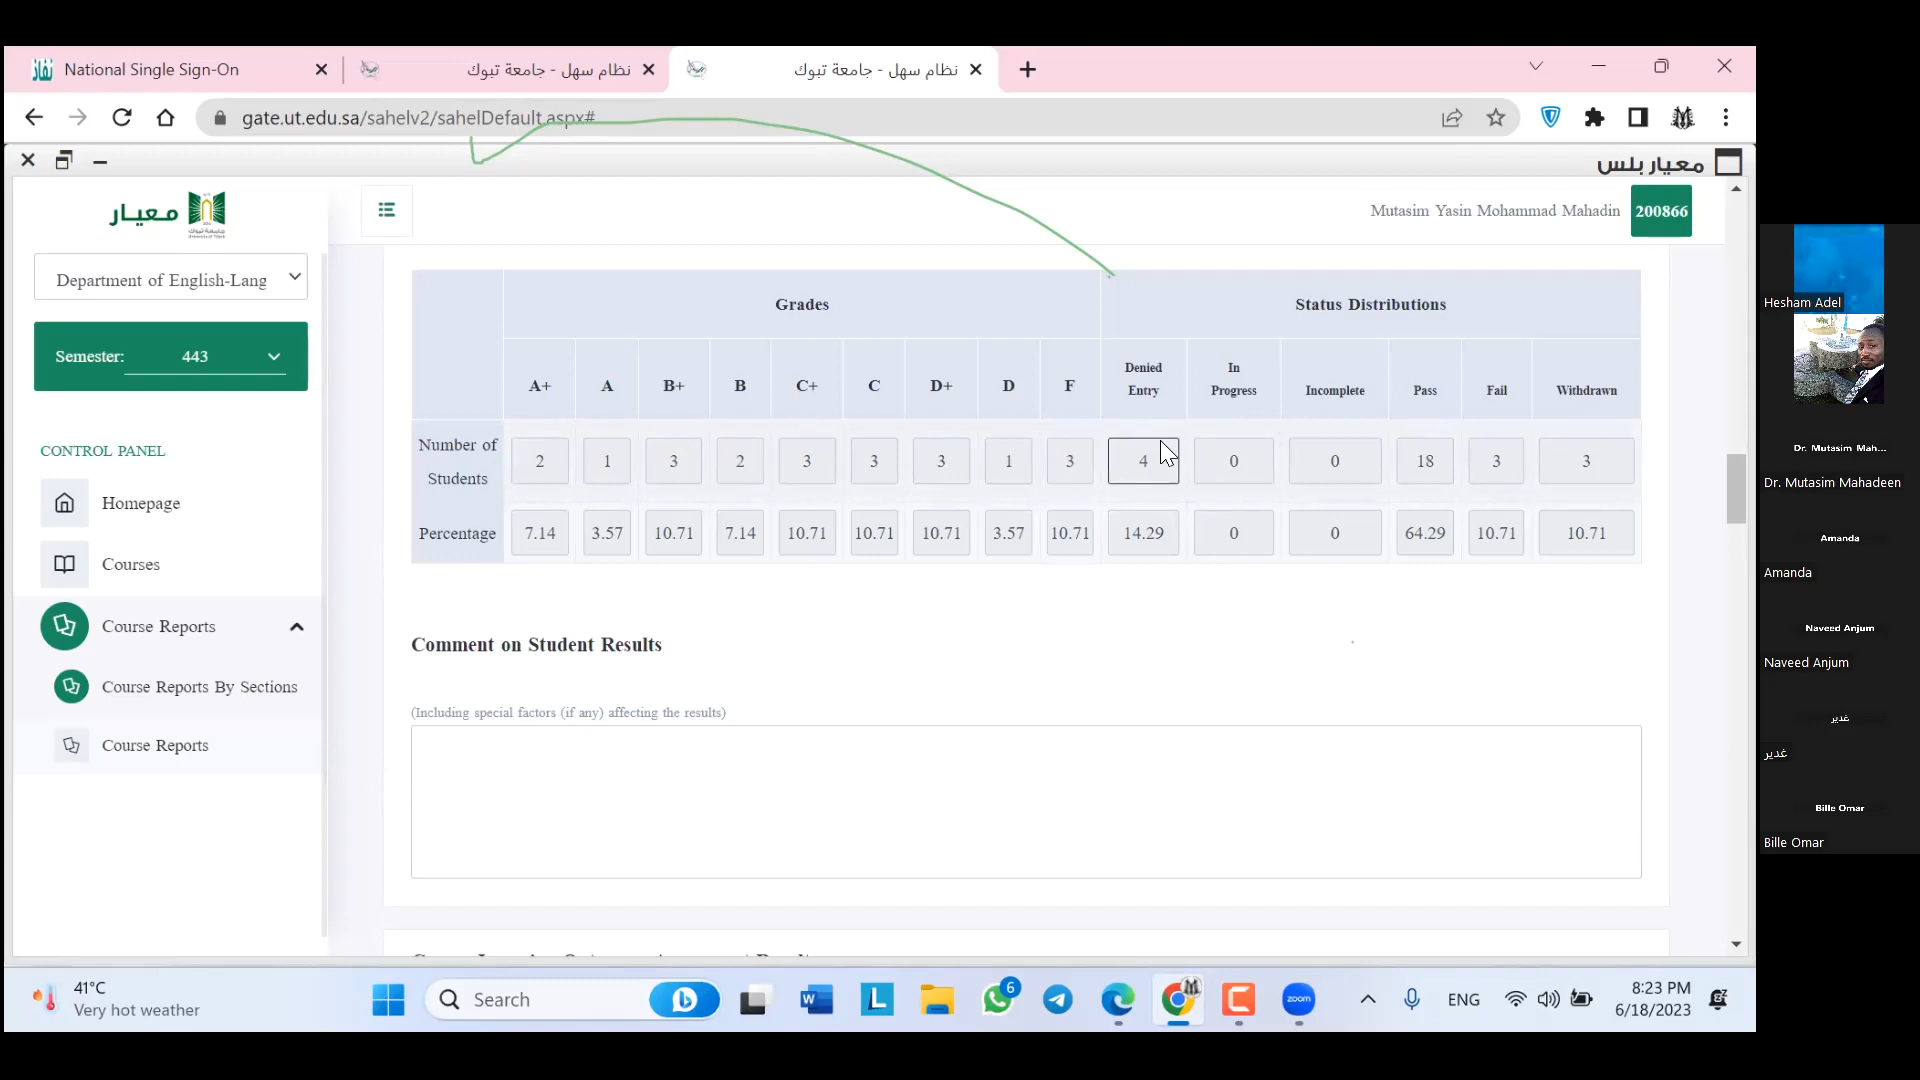 National Single Sign-On
نظام سهل - جامعة تبوك
نظام سهل - جامعة تبوك
gate.ut.edu.sa/sahelv2/sahelDefault.aspx#
معيار بلس
معيار
Mutasim Yasin Mohammad Mahadin 200866
Department of English-Lang
Semester: 443
CONTROL PANEL
Homepage
Courses
Course Reports
Course Reports By Sections
Course Reports
Grades Status Distributions
A+ A B+ B C+ C D+ D F Denied Entry In Progress Incomplete Pass Fail Withdrawn
Number of Students 2 1 3 2 3 3 3 1 3 4 0 0 18 3 3
Percentage 7.14 3.57 10.71 7.14 10.71 10.71 10.71 3.57 10.71 14.29 0 0 64.29 10.71 10.71
Comment on Student Results
(Including special factors (if any) affecting the results)
Hesham Adel
Dr. Mutasim Mah...
Dr. Mutasim Mahadeen
Amanda
Amanda
Naveed Anjum
Naveed Anjum
غدير
غدير
Bille Omar
Bille Omar
41°C
Very hot weather
Search
6
zoom
ENG
8:23 PM
6/18/2023